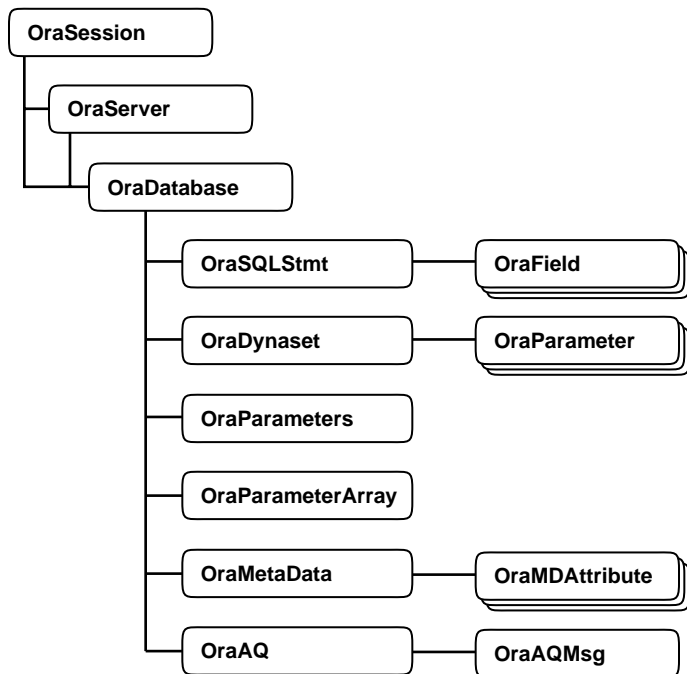 OraSession
OraServer
OraDatabase
OraSQLStmt
OraField
OraDynaset
OraParameter
OraParameters
OraParameterArray
OraMetaData
OraMDAttribute
OraAQ
OraAQMsg